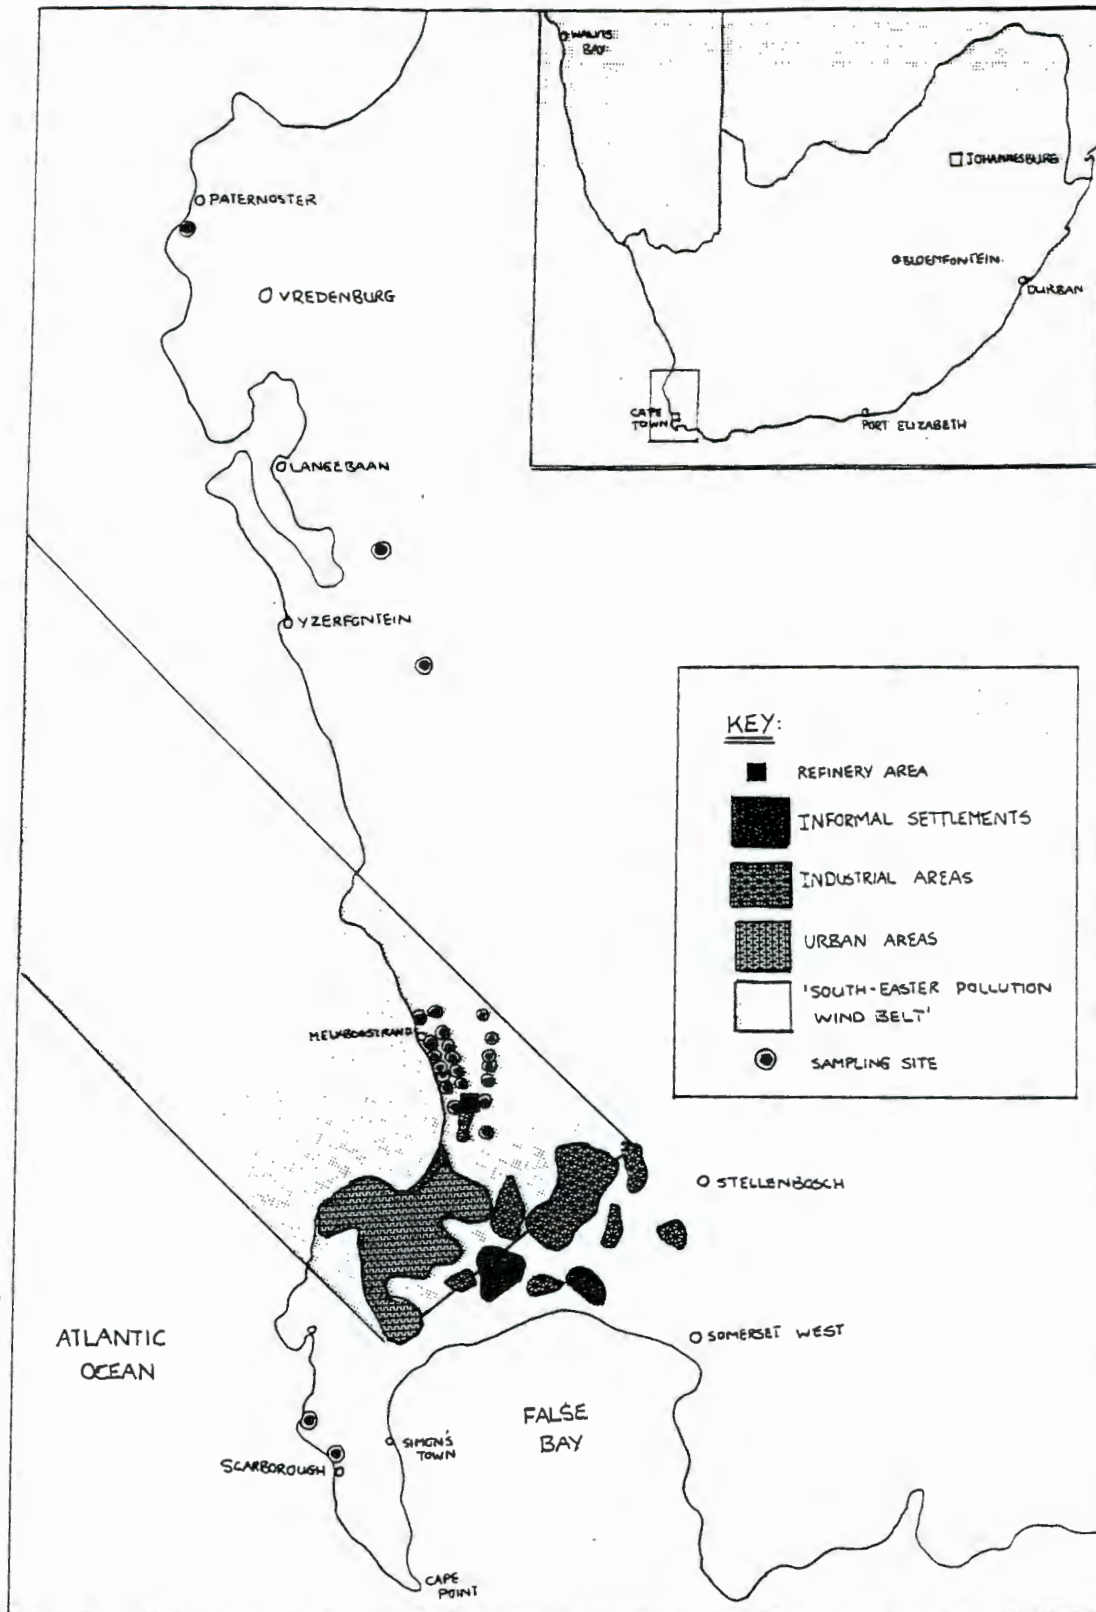 WALVIS
BAY
JOHANNESBURG
BLOEMFONTEIN
DURBAN
CAPE
TOWN
PORT ELIZABETH
PATERNOSTER
VREDENBURG
LANGEBAAN
YZERFONTEIN
KEY:
REFINERY AREA
INFORMAL SETTLEMENTS
INDUSTRIAL AREAS
URBAN AREAS
'SOUTH-EASTER POLLUTION
WIND BELT'
SAMPLING SITE
MELKBOSSTRAND
STELLENBOSCH
SOMERSET WEST
ATLANTIC
OCEAN
FALSE
BAY
SIMON'S
TOWN
SCARBOROUGH
CAPE
POINT